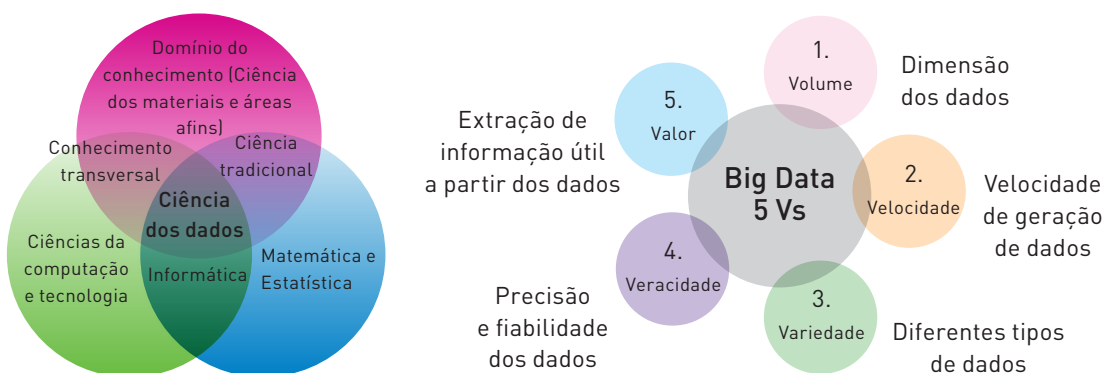 Domínio do
conhecimento (Ciência
dos materiais e áreas
afins)
Conhecimento
transversal
Ciência
tradicional
Ciência
dos dados
Ciências da
computação
e tecnologia
Informática
Matemática e
Estatística
1.
Volume
Dimensão
dos dados
5.
Valor
Extração de
informação útil
a partir dos dados
Big Data
5 Vs
2.
Velocidade
Velocidade
de geração
de dados
4.
Veracidade
Precisão
e fiabilidade
dos dados
3.
Variedade
Diferentes tipos
de dados